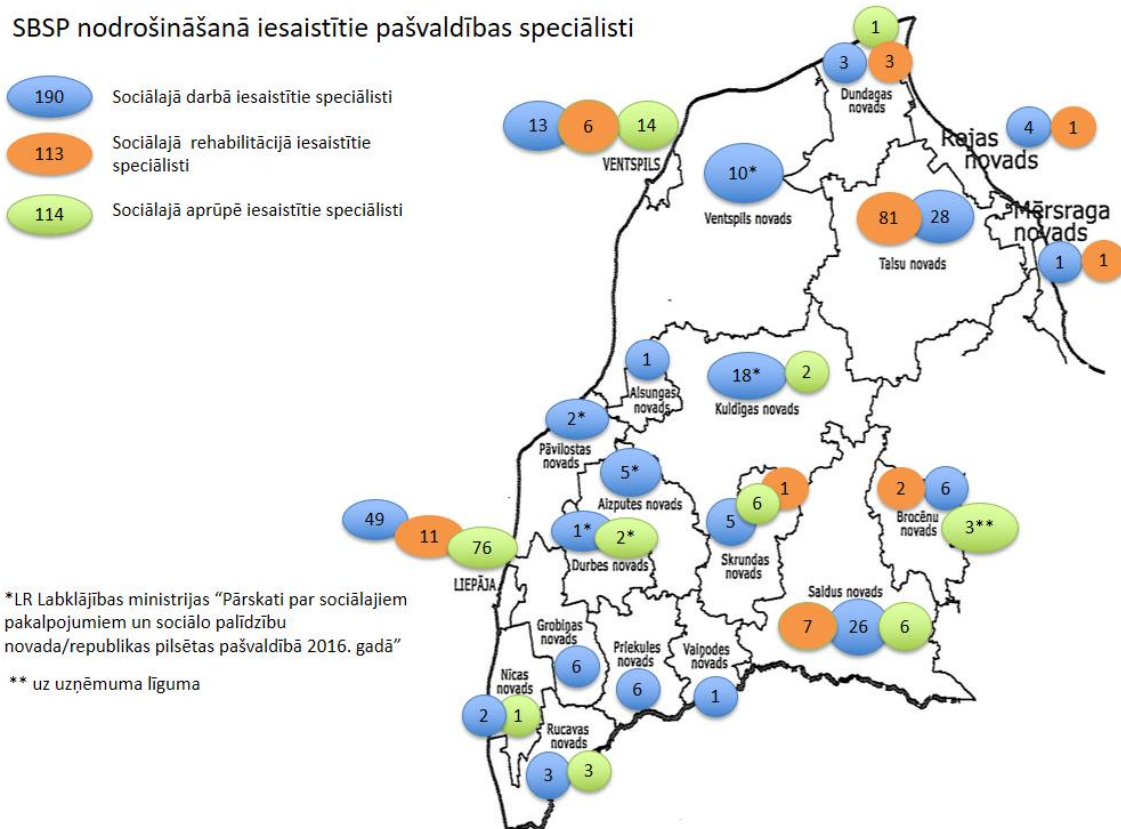 SBSP nodrošināšanā iesaistītie pašvaldības speciālisti
190
Sociālajā darbā iesaistītie speciālisti
113
Sociālajā rehabilitācijā iesaistītie
speciālisti
114
Sociālajā aprūpē iesaistītie speciālisti
1
3
3
Dundagas
novads
13
6
14
VENTSPILS
4
1
Rojas
novads
10*
Ventspils novads
81
28
Talsu novads
Mērsraga
novads
1
1
1
Alsungas
novads
18*
2
Kuldīgas novads
2*
Pāvilostas
novads
5*
Aizputes novads
1*
2*
Durbes novads
5
6
1
Skrundas
novads
2
6
Brocēnu
novads
3**
49
11
76
LIEPĀJA
Saldus novads
7
26
6
*LR Labklājības ministrijas “Pārskati par sociālajiem
pakalpojumiem un sociālo palīdzību
novada/republikas pilsētas pašvaldībā 2016. gadā”
** uz uzņēmuma līguma
Grobiņas
novads
6
Priekules
novads
6
Vaiņodes
novads
1
Nīcas
novads
2
1
Rucavas
novads
3
3